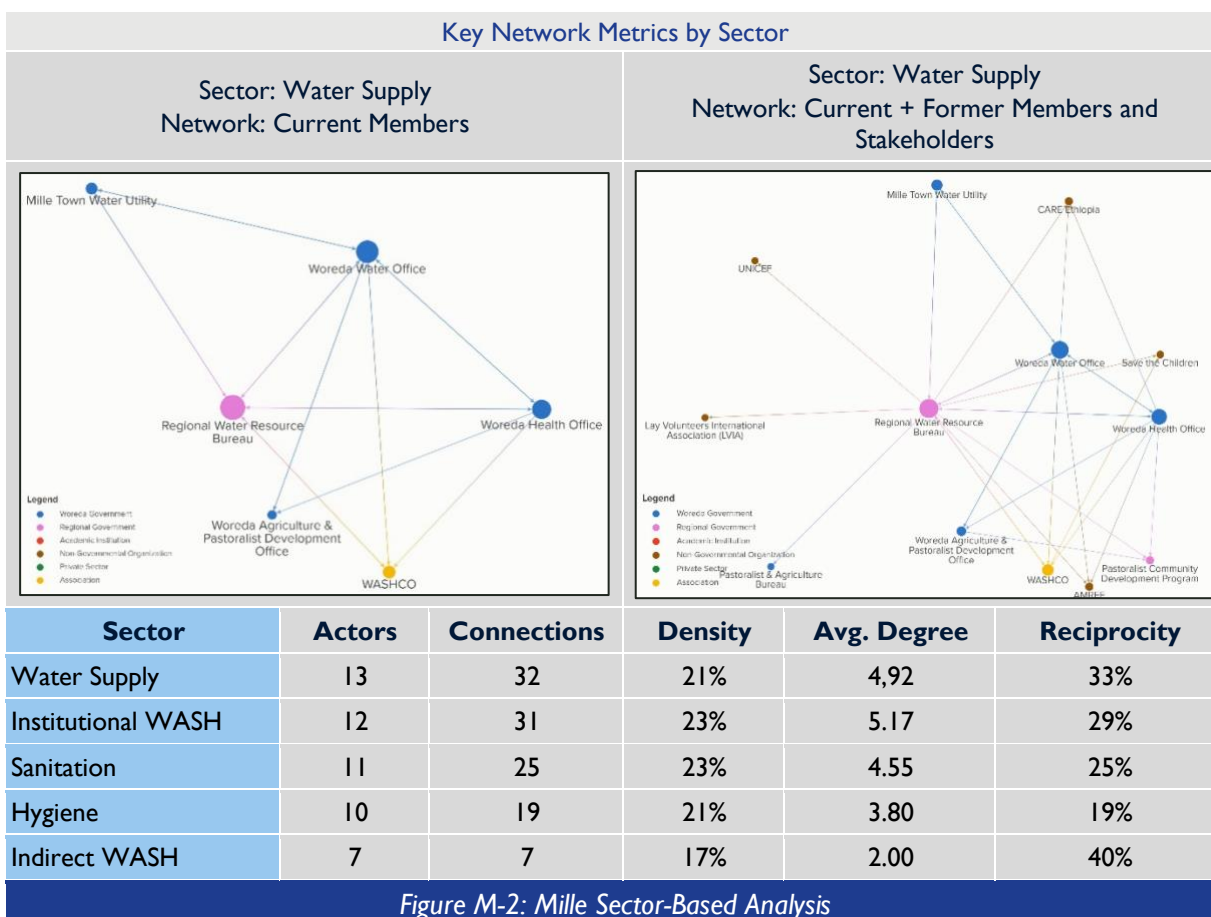 Key Network Metrics by Sector
Sector: Water Supply
Network: Current Members
Sector: Water Supply
Network: Current + Former Members and
Stakeholders
Mille Town Water Utility
Woreda Water Office
Regional Water Resource
Bureau
Woreda Health Office
Woreda Agriculture &
Pastoralist Development
Office
WASHCO
Legend
Woreda Government
Regional Government
Academic Institution
Non-Governmental Organization
Private Sector
Association
Mille Town Water Utility
CARE Ethiopia
UNICEF
Woreda Water Office
Save the Children
Lay Volunteers International
Association (LVIA)
Regional Water Resource
Bureau
Woreda Health Office
Legend
Woreda Government
Regional Government
Academic Institution
Non-Governmental Organization
Private Sector
Association
Pastoralist & Agriculture
Bureau
Woreda Agriculture &
Pastoralist Development
Office
WASHCO
AMREF
Pastoralist Community
Development Program
Sector Actors Connections Density Avg. Degree Reciprocity
Water Supply 13 32 21% 4,92 33%
Institutional WASH 12 31 23% 5.17 29%
Sanitation 11 25 23% 4.55 25%
Hygiene 10 19 21% 3.80 19%
Indirect WASH 7 7 17% 2.00 40%
Figure M-2: Mille Sector-Based Analysis